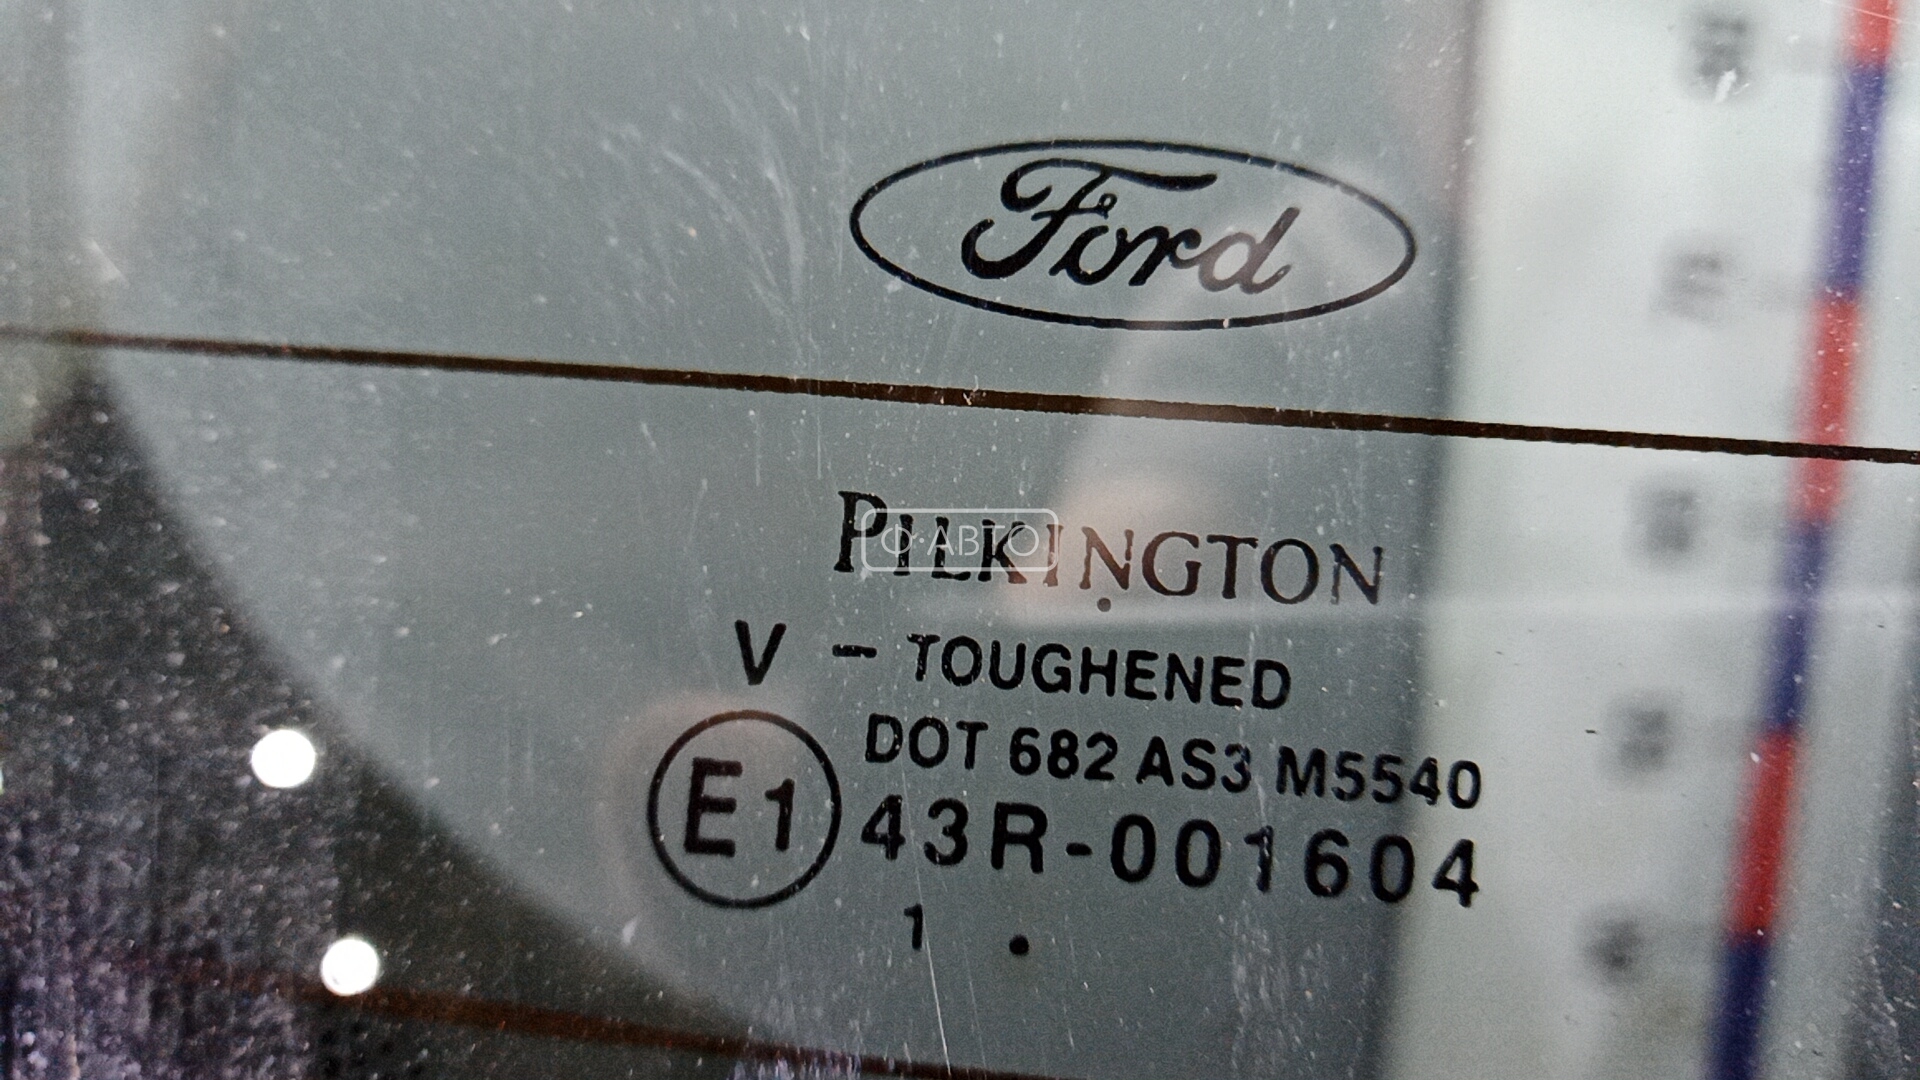 Ford
PILKINGTON
Ф·АВТО
V – TOUGHENED
DOT 682 AS3 M5540
E1 43R-001604
1 .